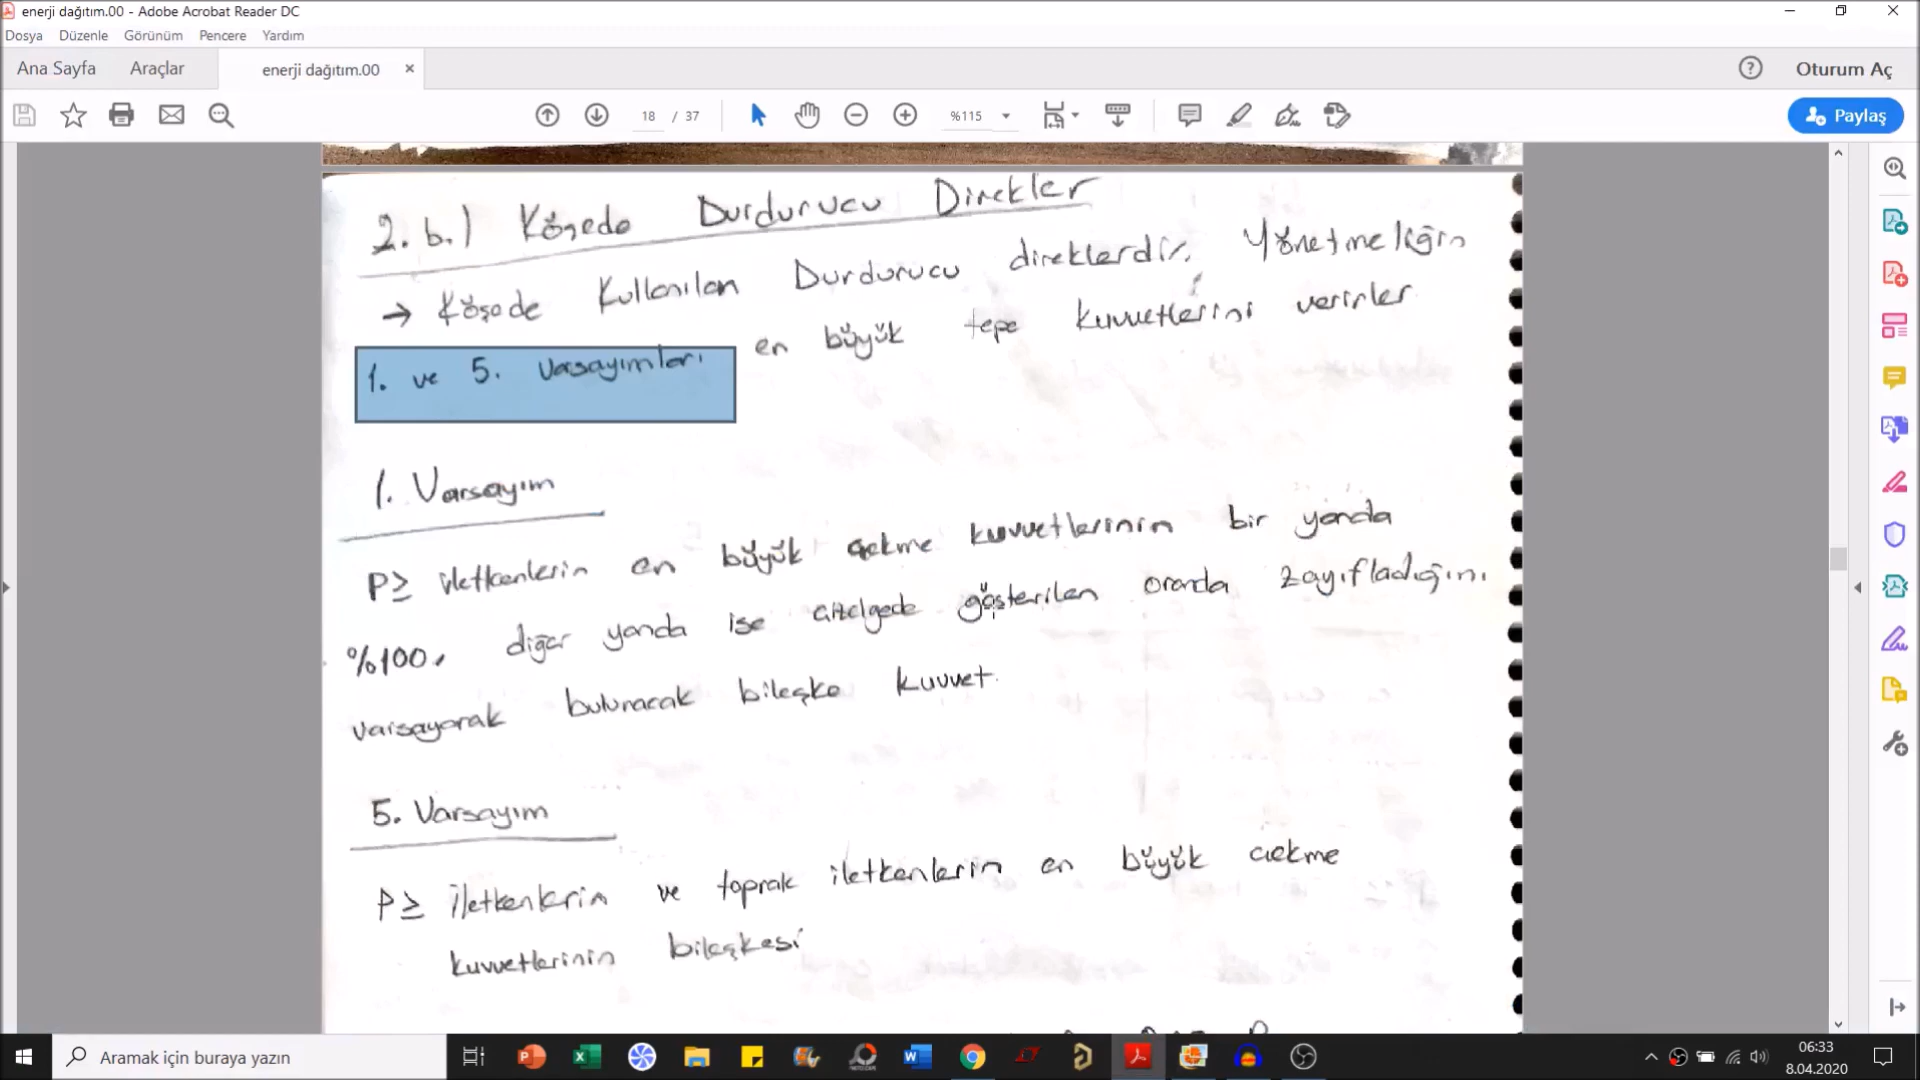 enerji dağıtım.00 - Adobe Acrobat Reader DC
Dosya Düzenle Görünüm Pencere Yardım
Ana Sayfa Araçlar enerji dağıtım.00 × Oturum Aç
18 / 37 %115 Paylaş
2.b.1 Köşede Durdurucu Direkler
→ Köşede Kullanılan Durdurucu direklerdir. Yönetmeliğin
1. ve 5. Varsayımları en büyük tepe kuvvetlerini verirler
1. Varsayım
P≥ iletkenlerin en büyük çekme kuvvetlerinin bir yanda
%100, diğer yanda ise çizelgede gösterilen oranda zayıfladığını
varsayarak bulunacak bileşke kuvvet.
5. Varsayım
P≥ İletkenlerin ve toprak iletkenlerin en büyük çekme
kuvvetlerinin bileşkesi
Aramak için buraya yazın
06:33
8.04.2020